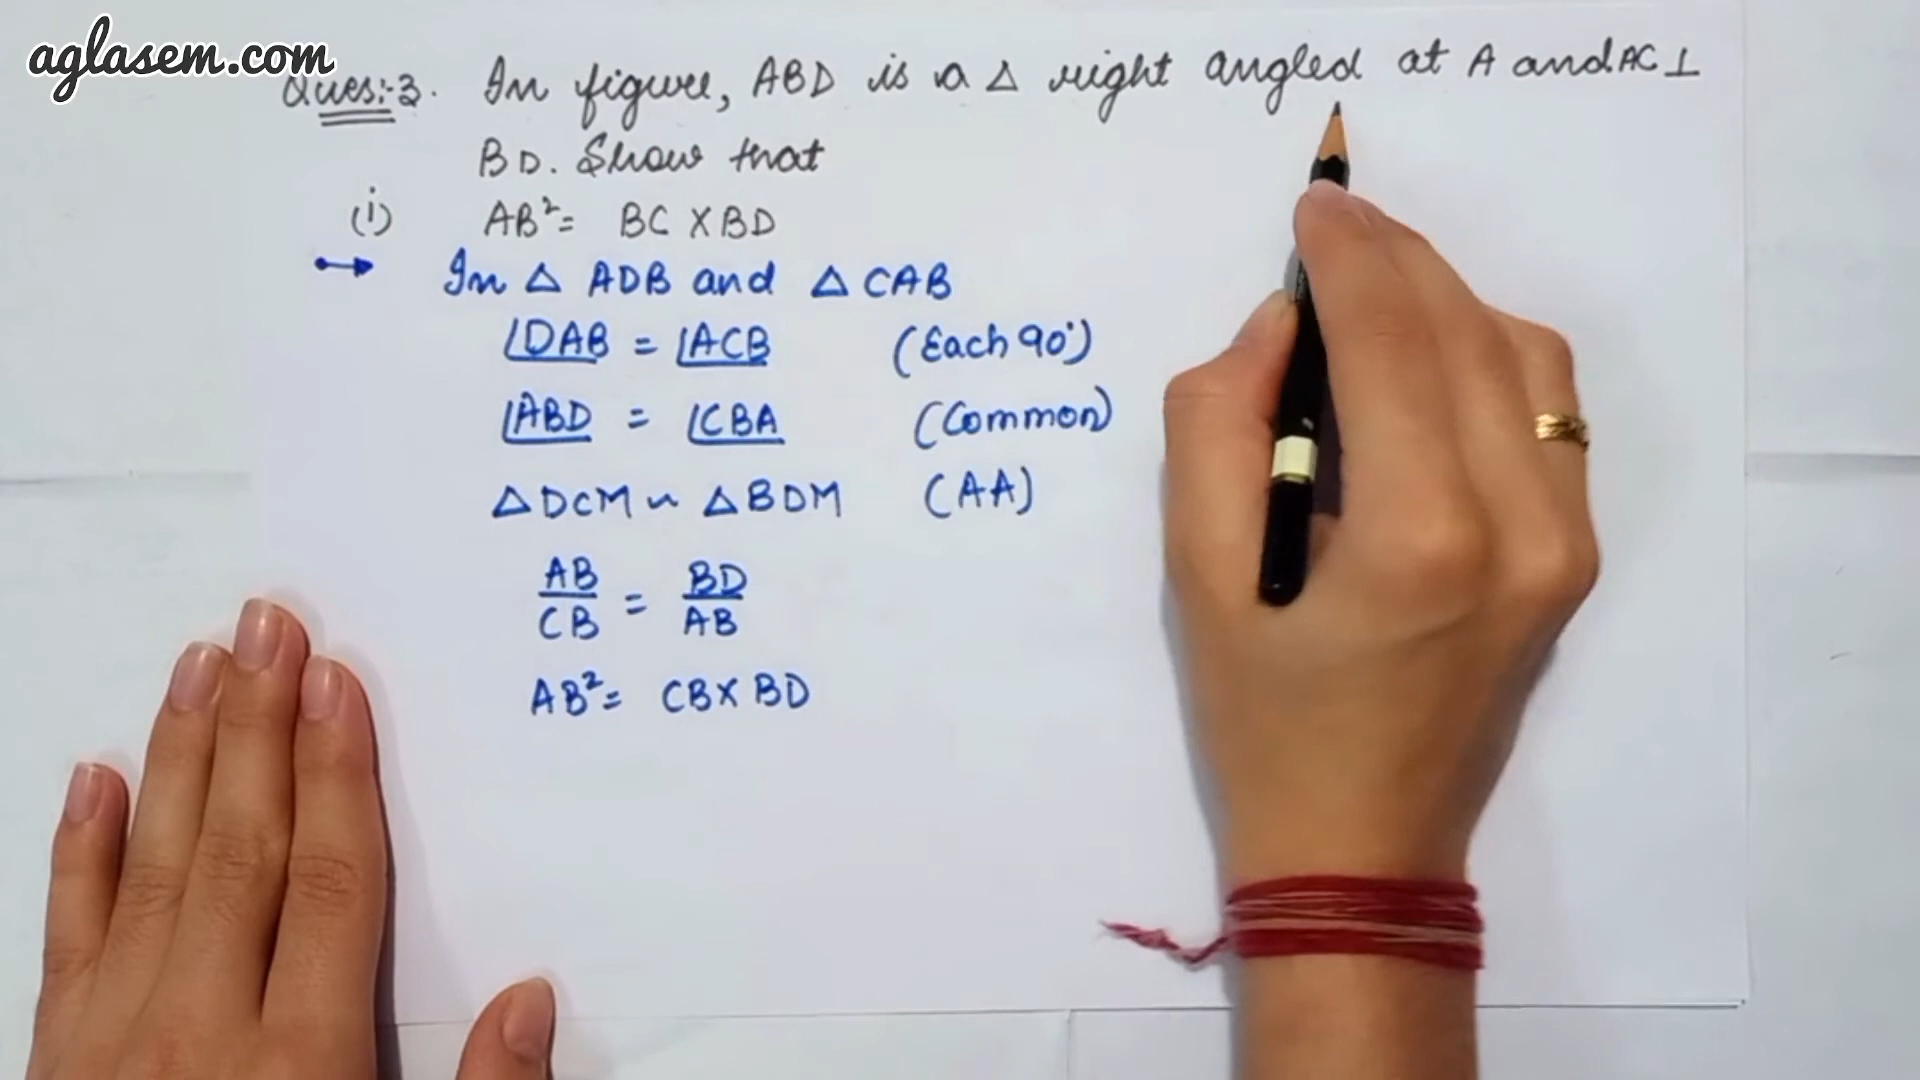 aglasem.com
Ques:-3. In figure, ABD is a △ right angled at A and AC ⊥
BD. Show that
(i) AB² = BC X BD
In △ ADB and △ CAB
∠DAB = ∠ACB (Each 90°)
∠ABD = ∠CBA (Common)
△DCM ~ △BDM (AA)
AB/CB = BD/AB
AB² = CB X BD